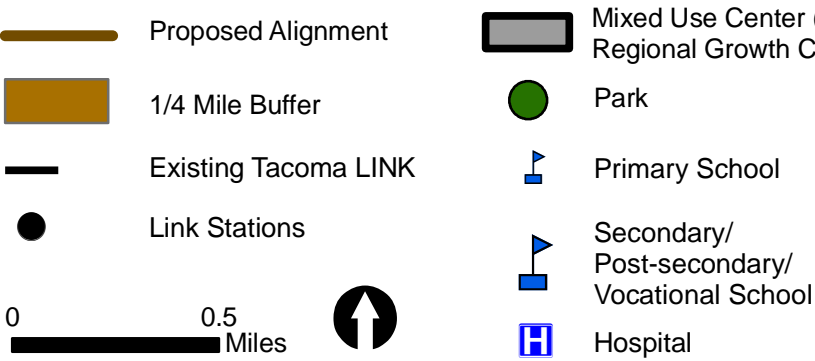 Proposed Alignment
1/4 Mile Buffer
Existing Tacoma LINK
Link Stations
0 0.5
Miles
Mixed Use Center (
Regional Growth C
Park
Primary School
Secondary/
Post-secondary/
Vocational School
H Hospital